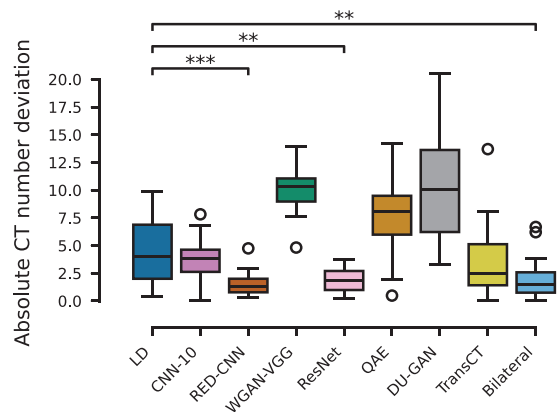 **
**
***
Absolute CT number deviation
20.0
17.5
15.0
12.5
10.0
7.5
5.0
2.5
0.0
LD
CNN-10
RED-CNN
WGAN-VGG
ResNet
QAE
DU-GAN
TransCT
Bilateral